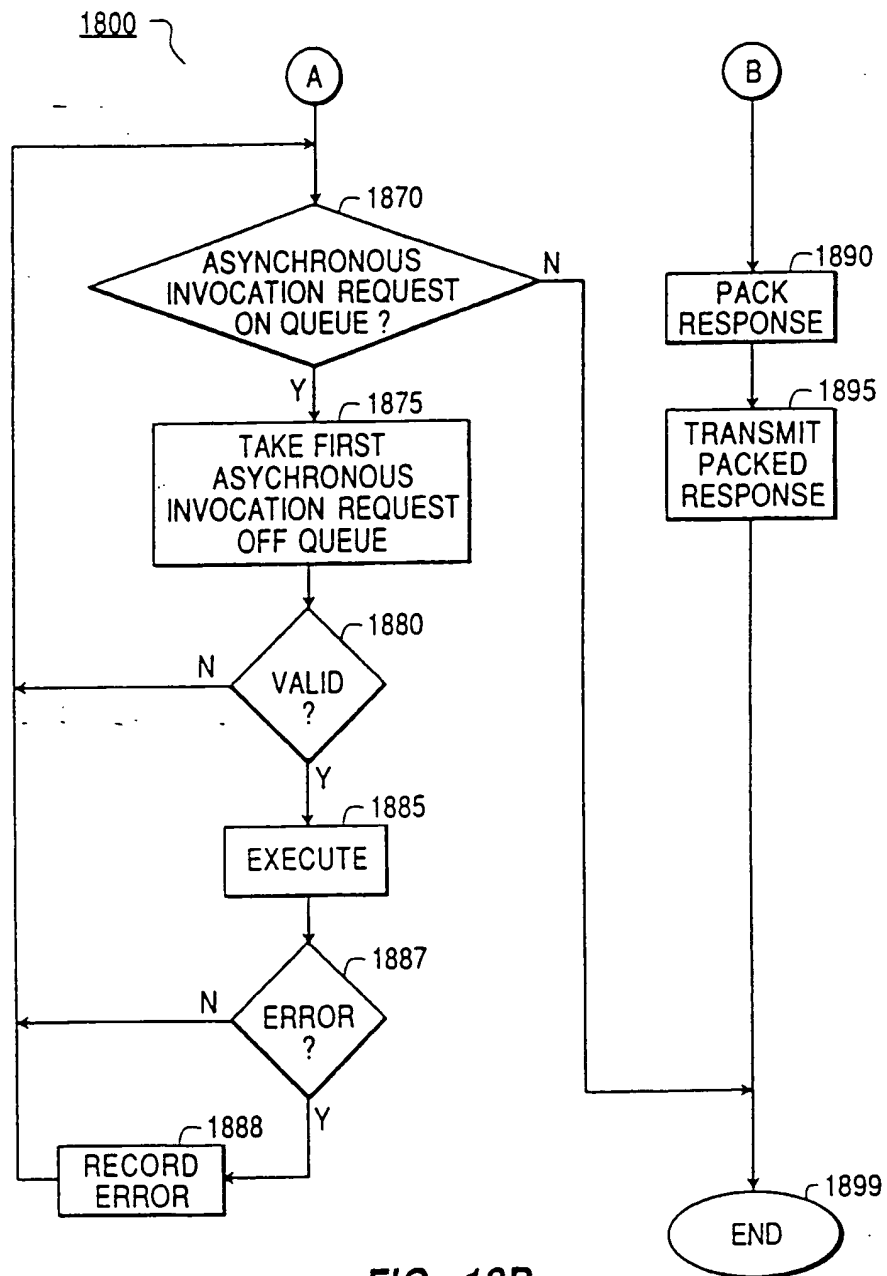 1800
A
B
1870
ASYNCHRONOUS
INVOCATION REQUEST
ON QUEUE ?
N
Y
1875
TAKE FIRST
ASYCHRONOUS
INVOCATION REQUEST
OFF QUEUE
1880
VALID
?
N
Y
1885
EXECUTE
1887
ERROR
?
N
Y
1888
RECORD
ERROR
1890
PACK
RESPONSE
1895
TRANSMIT
PACKED
RESPONSE
1899
END